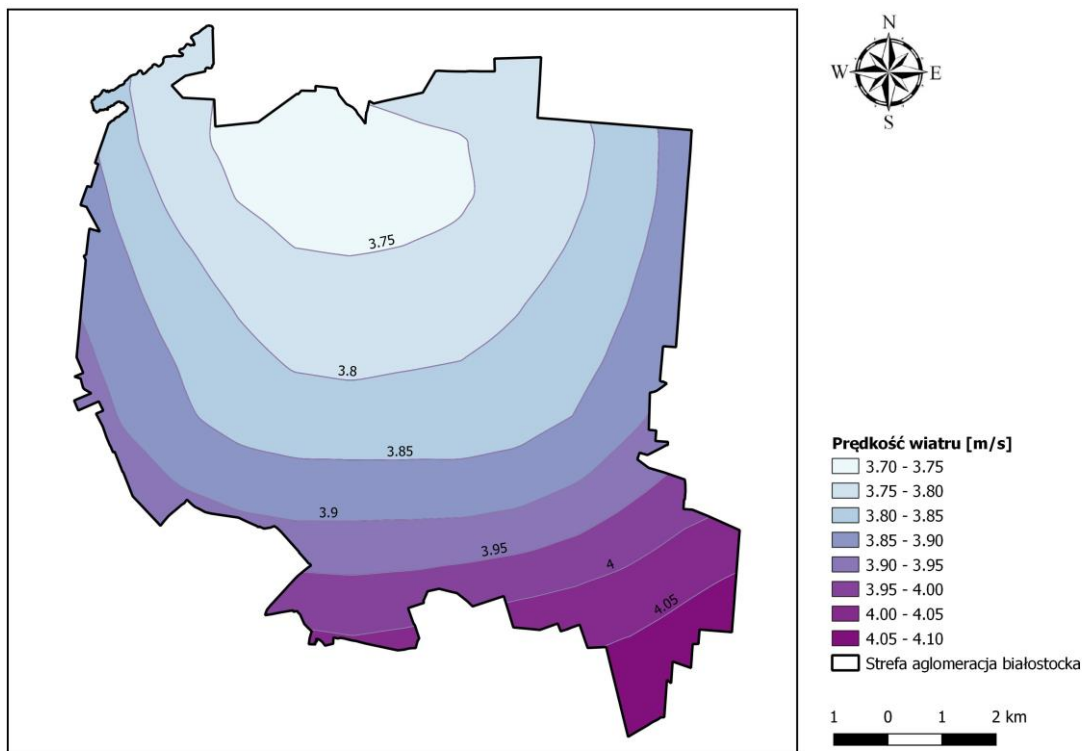 N
W E
S
3.75
3.8
3.85
3.9
3.95
4
4.05
Prędkość wiatru [m/s]
3.70 - 3.75
3.75 - 3.80
3.80 - 3.85
3.85 - 3.90
3.90 - 3.95
3.95 - 4.00
4.00 - 4.05
4.05 - 4.10
Strefa aglomeracja białostocka
1 0 1 2 km